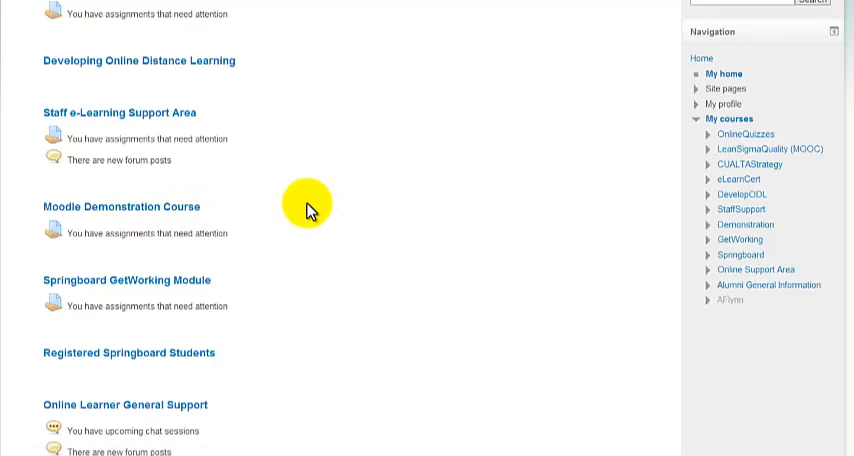 Search
You have assignments that need attention
Developing Online Distance Learning
Staff e-Learning Support Area
You have assignments that need attention
There are new forum posts
Moodle Demonstration Course
You have assignments that need attention
Springboard GetWorking Module
You have assignments that need attention
Registered Springboard Students
Online Learner General Support
You have upcoming chat sessions
There are new forum posts
Navigation
Home
My home
Site pages
My profile
My courses
OnlineQuizzes
LeanSigmaQuality (MOOC)
CUALTAStrategy
eLearnCert
DevelopODL
StaffSupport
Demonstration
GetWorking
Springboard
Online Support Area
Alumni General Information
AFlynn